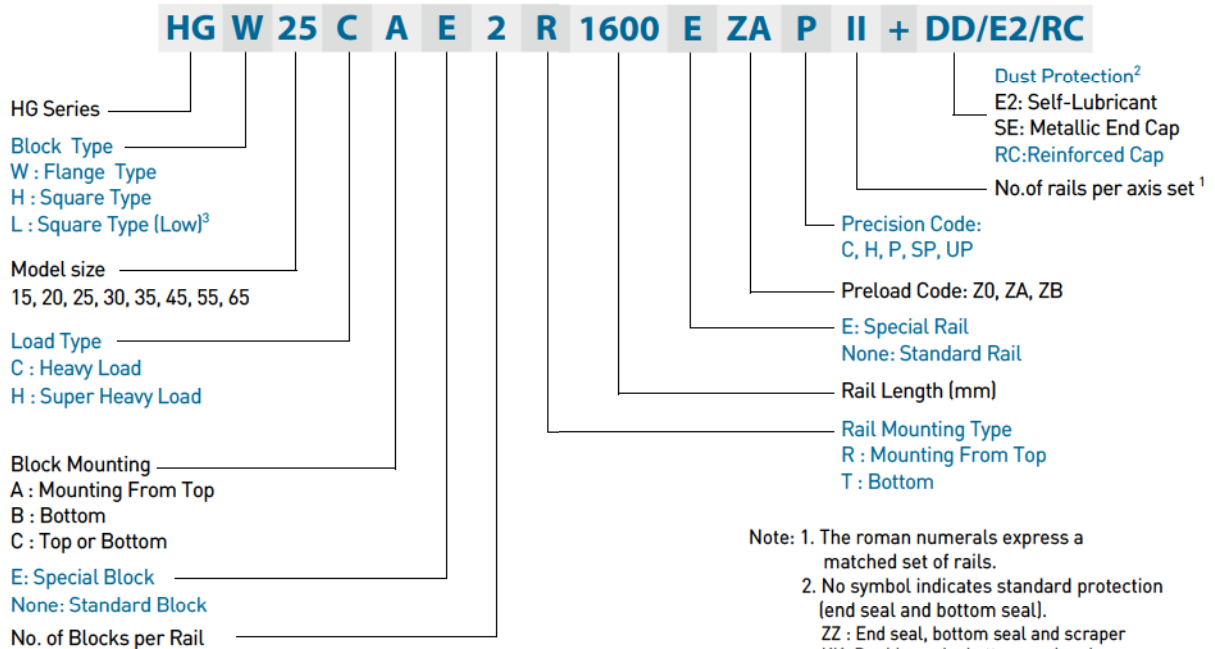 HG W 25 C A E 2 R 1600 E ZA P II + DD/E2/RC
HG Series
Block Type
W : Flange Type
H : Square Type
L : Square Type (Low)3
Model size
15, 20, 25, 30, 35, 45, 55, 65
Load Type
C : Heavy Load
H : Super Heavy Load
Block Mounting
A : Mounting From Top
B : Bottom
C : Top or Bottom
E: Special Block
None: Standard Block
No. of Blocks per Rail
Dust Protection2
E2: Self-Lubricant
SE: Metallic End Cap
RC:Reinforced Cap
No.of rails per axis set 1
Precision Code:
C, H, P, SP, UP
Preload Code: Z0, ZA, ZB
E: Special Rail
None: Standard Rail
Rail Length (mm)
Rail Mounting Type
R : Mounting From Top
T : Bottom
Note: 1. The roman numerals express a
matched set of rails.
2. No symbol indicates standard protection
(end seal and bottom seal).
ZZ : End seal, bottom seal and scraper